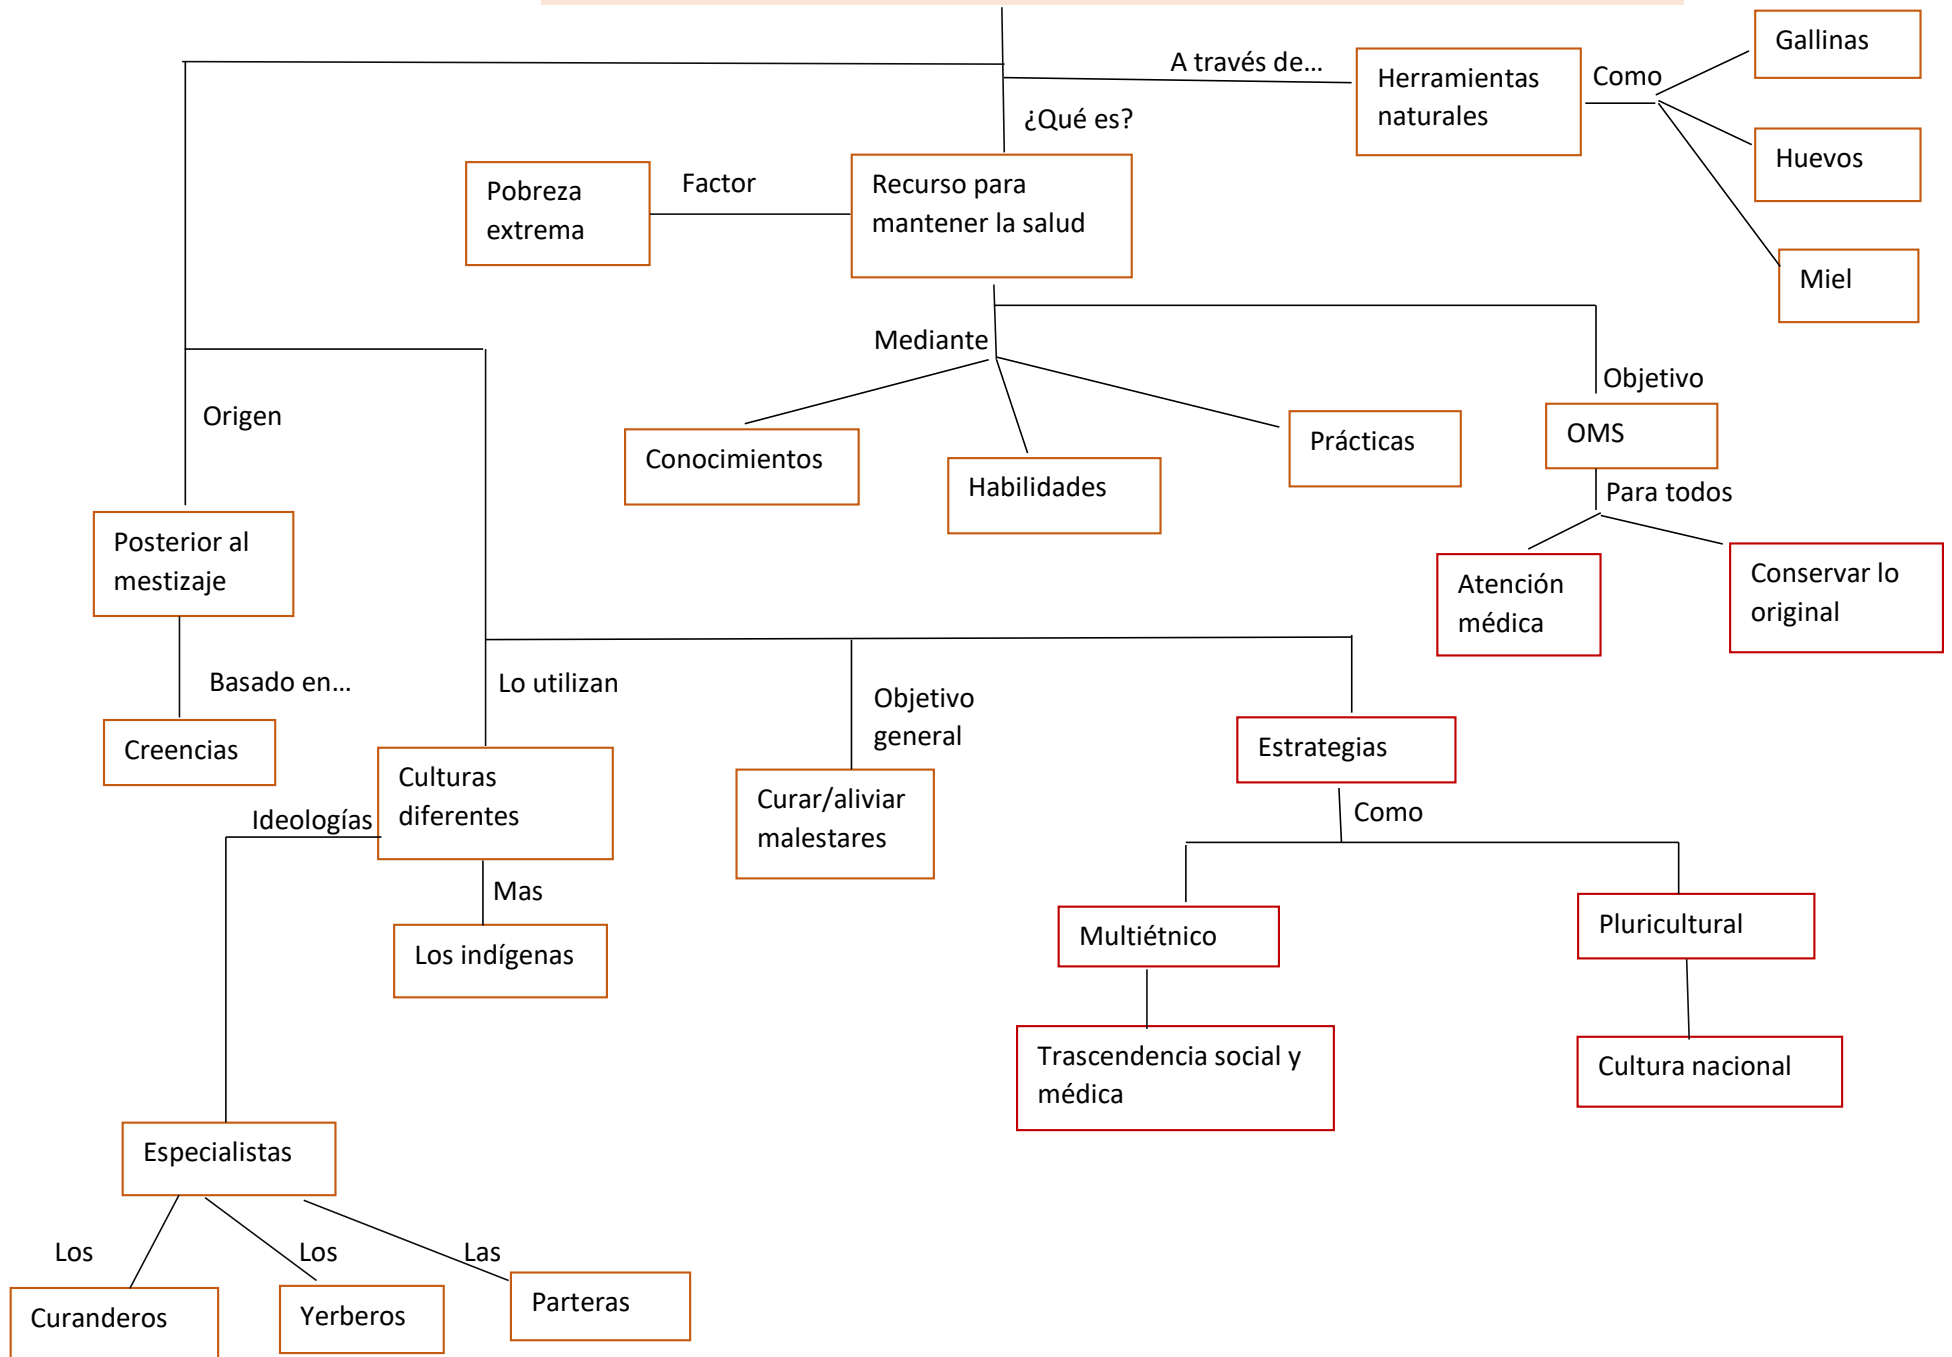 Gallinas
A través de...
Herramientas
naturales
Como
¿Qué es?
Huevos
Pobreza
extrema
Factor
Recurso para
mantener la salud
Miel
Mediante
Objetivo
Origen
Conocimientos
Habilidades
Prácticas
OMS
Para todos
Posterior al
mestizaje
Atención
médica
Conservar lo
original
Basado en...
Lo utilizan
Objetivo
general
Creencias
Culturas
diferentes
Estrategias
Ideologías
Curar/aliviar
malestares
Como
Mas
Los indígenas
Multiétnico
Pluricultural
Trascendencia social y
médica
Cultura nacional
Especialistas
Los
Los
Las
Curanderos
Yerberos
Parteras